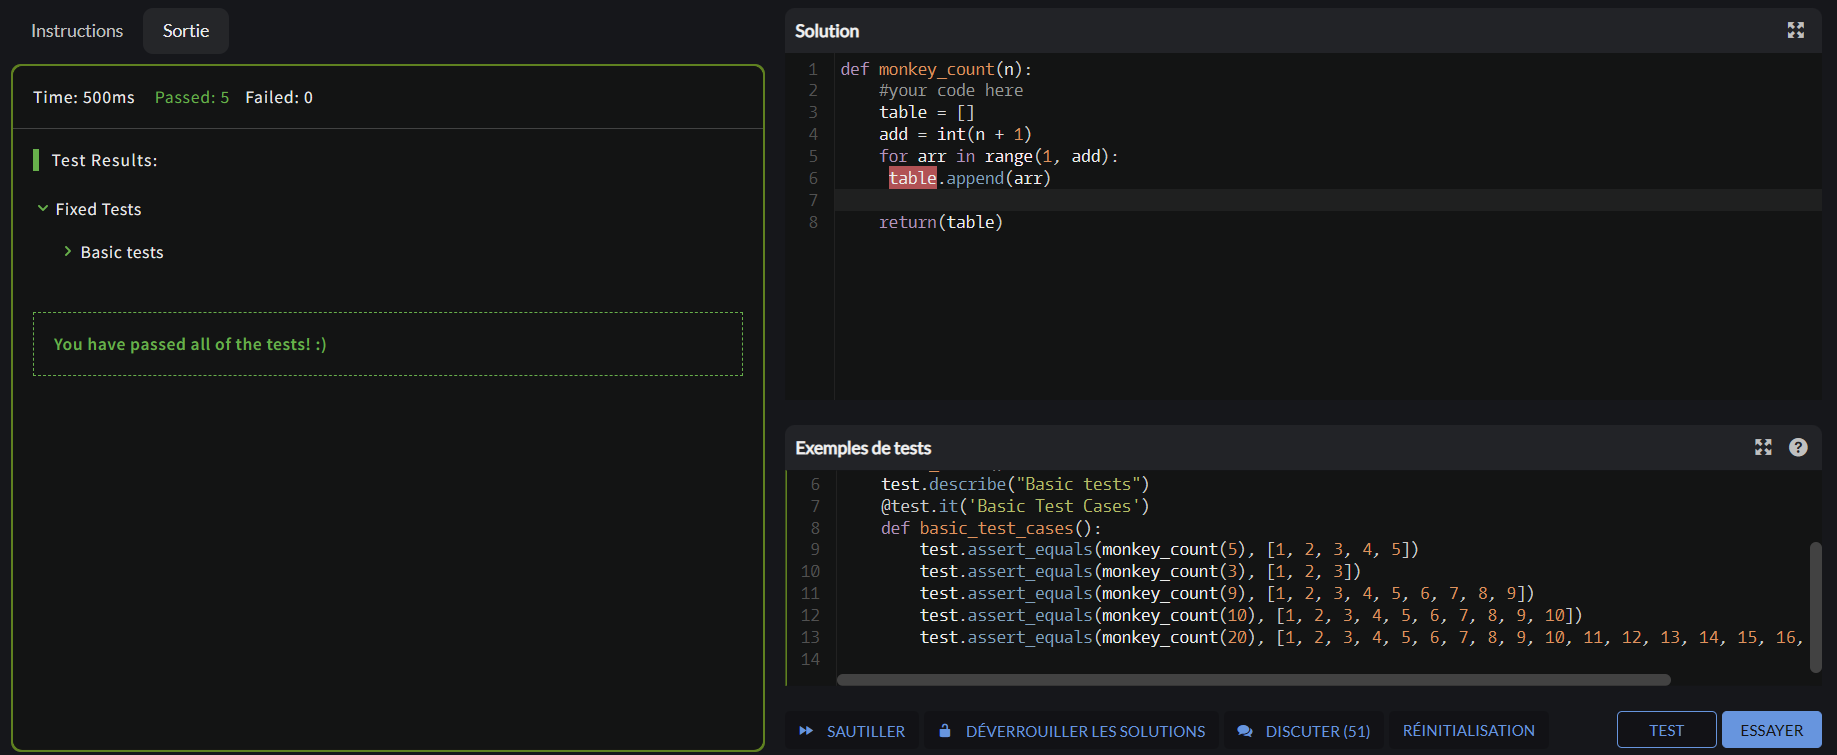 Instructions
Sortie
Time: 500ms Passed: 5 Failed: 0
Test Results:
Fixed Tests
Basic tests
You have passed all of the tests! :)
Solution
1 def monkey_count(n):
2 #your code here
3 table = []
4 add = int(n + 1)
5 for arr in range(1, add):
6 table.append(arr)
7
8 return(table)
Exemples de tests
6 test.describe("Basic tests")
7 @test.it('Basic Test Cases')
8 def basic_test_cases():
9 test.assert_equals(monkey_count(5), [1, 2, 3, 4, 5])
10 test.assert_equals(monkey_count(3), [1, 2, 3])
11 test.assert_equals(monkey_count(9), [1, 2, 3, 4, 5, 6, 7, 8, 9])
12 test.assert_equals(monkey_count(10), [1, 2, 3, 4, 5, 6, 7, 8, 9, 10])
13 test.assert_equals(monkey_count(20), [1, 2, 3, 4, 5, 6, 7, 8, 9, 10, 11, 12, 13, 14, 15, 16,
14
SAUTILLER DÉVERROUILLER LES SOLUTIONS DISCUTER (51) RÉINITIALISATION TEST ESSAYER